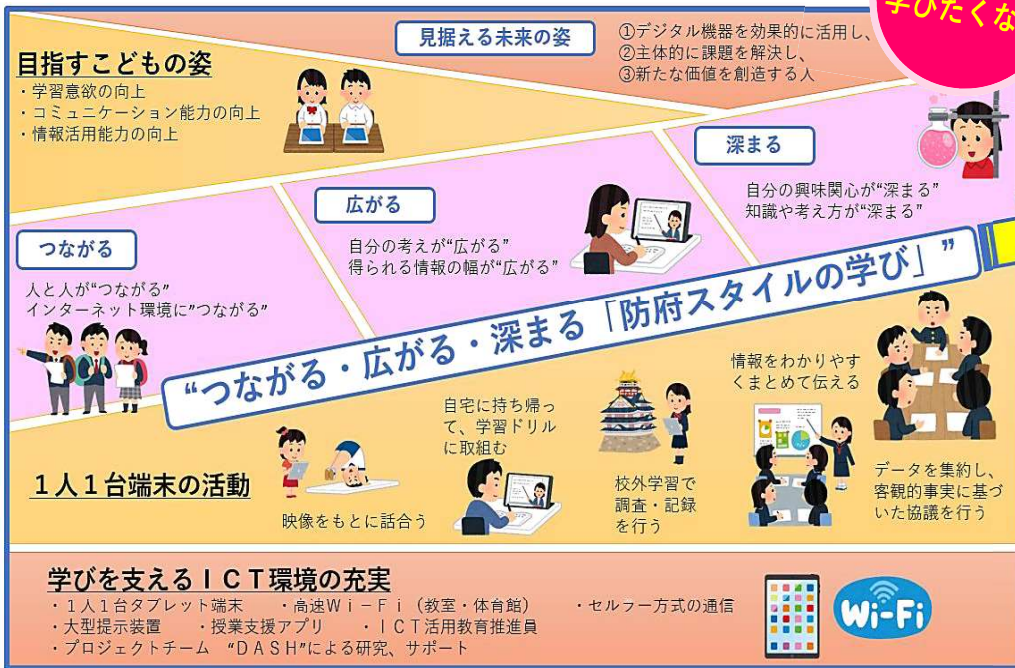 学びたくな
見据える未来の姿
①デジタル機器を効果的に活用し、
②主体的に課題を解決し、
③新たな価値を創造する人
目指すこどもの姿
・学習意欲の向上
・コミュニケーション能力の向上
・情報活用能力の向上
深まる
自分の興味関心が“深まる”
知識や考え方が“深まる”
広がる
自分の考えが“広がる”
得られる情報の幅が“広がる”
つながる
人と人が“つながる”
インターネット環境に”つながる”
“つながる・広がる・深まる「防府スタイルの学び」”
1人1台端末の活動
映像をもとに話合う
自宅に持ち帰っ
て、学習ドリル
に取組む
校外学習で
調査・記録
を行う
情報をわかりやす
くまとめて伝える
データを集約し、
客観的事実に基づ
いた協議を行う
学びを支えるＩＣＴ環境の充実
・１人１台タブレット端末　・高速Ｗｉ－Ｆｉ（教室・体育館）　・セルラー方式の通信
・大型提示装置　・授業支援アプリ　・ＩＣＴ活用教育推進員
・プロジェクトチーム　“ＤＡＳＨ”による研究、サポート
Wi-Fi